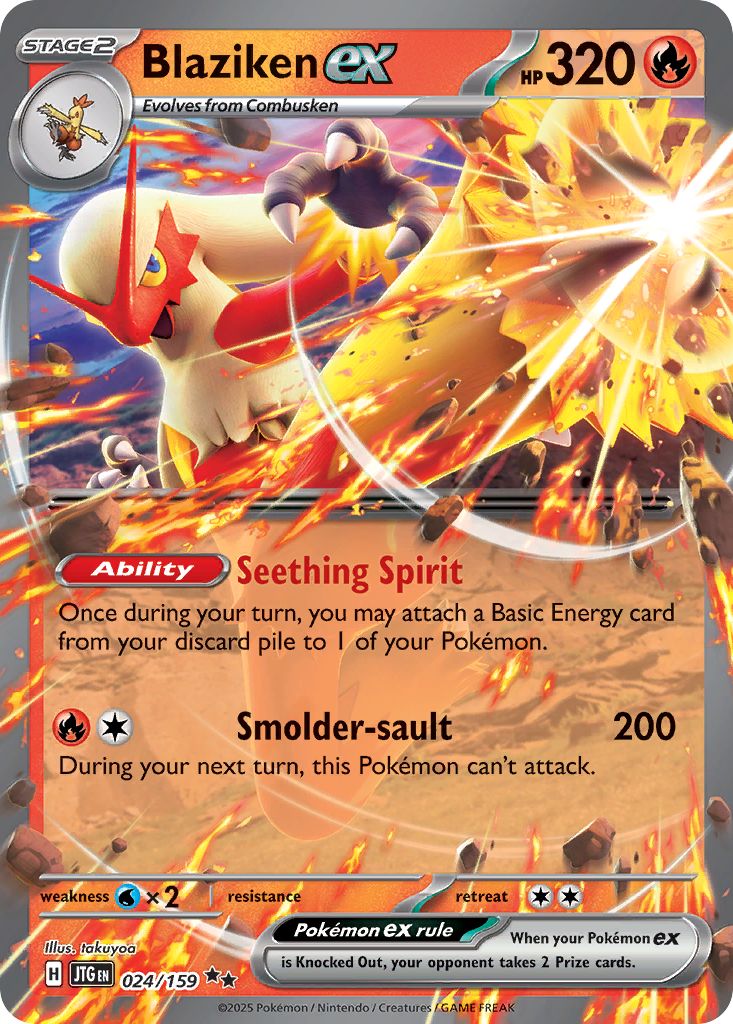 STAGE2
Blaziken ex
HP 320
Evolves from Combusken
Ability Seething Spirit
Once during your turn, you may attach a Basic Energy card
from your discard pile to 1 of your Pokémon.
Smolder-sault 200
During your next turn, this Pokémon can't attack.
weakness ×2 resistance retreat
Illus. takuyoa
Pokémon ex rule When your Pokémon ex
is Knocked Out, your opponent takes 2 Prize cards.
H JTG EN 024/159
©2025 Pokémon / Nintendo / Creatures / GAME FREAK